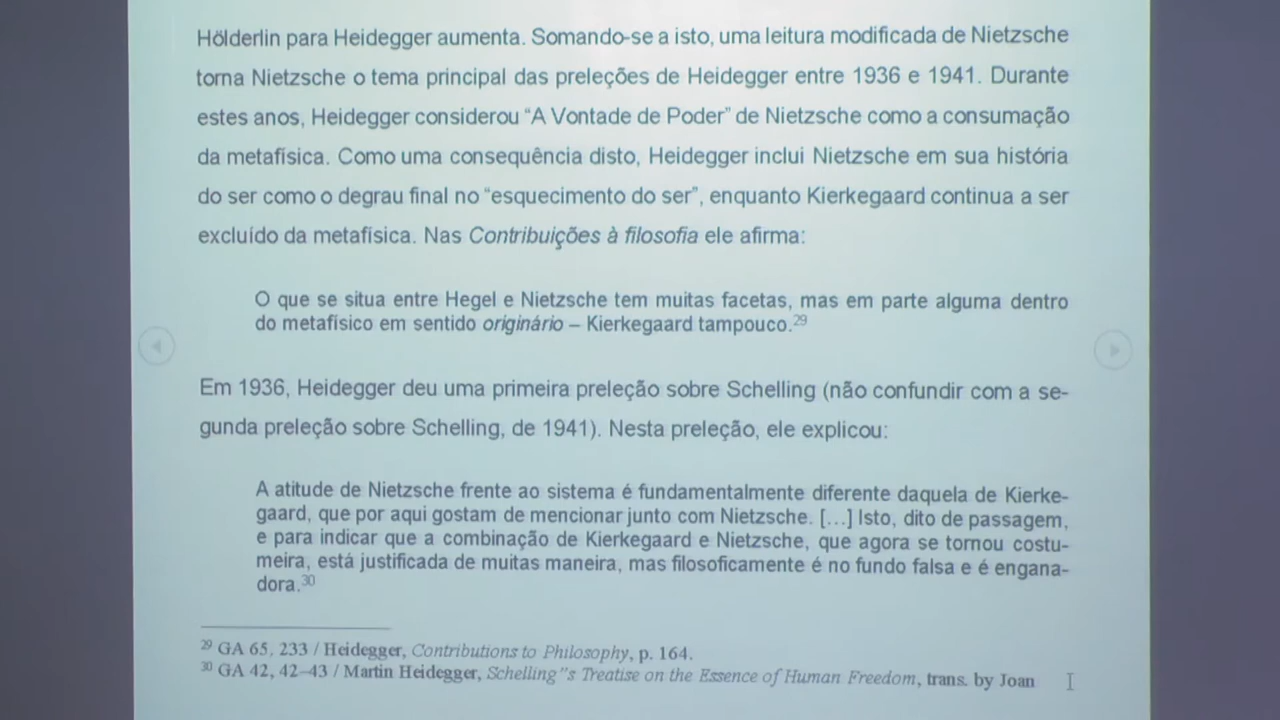 Hölderlin para Heidegger aumenta. Somando-se a isto, uma leitura modificada de Nietzsche
torna Nietzsche o tema principal das preleções de Heidegger entre 1936 e 1941. Durante
estes anos, Heidegger considerou “A Vontade de Poder” de Nietzsche como a consumação
da metafísica. Como uma consequência disto, Heidegger inclui Nietzsche em sua história
do ser como o degrau final no “esquecimento do ser”, enquanto Kierkegaard continua a ser
excluído da metafísica. Nas Contribuições à filosofia ele afirma:
O que se situa entre Hegel e Nietzsche tem muitas facetas, mas em parte alguma dentro
do metafísico em sentido originário – Kierkegaard tampouco.29
Em 1936, Heidegger deu uma primeira preleção sobre Schelling (não confundir com a se-
gunda preleção sobre Schelling, de 1941). Nesta preleção, ele explicou:
A atitude de Nietzsche frente ao sistema é fundamentalmente diferente daquela de Kierke-
gaard, que por aqui gostam de mencionar junto com Nietzsche. […] Isto, dito de passagem,
e para indicar que a combinação de Kierkegaard e Nietzsche, que agora se tornou costu-
meira, está justificada de muitas maneira, mas filosoficamente é no fundo falsa e é engana-
dora.30
29 GA 65, 233 / Heidegger, Contributions to Philosophy, p. 164.
30 GA 42, 42–43 / Martin Heidegger, Schelling"s Treatise on the Essence of Human Freedom, trans. by Joan